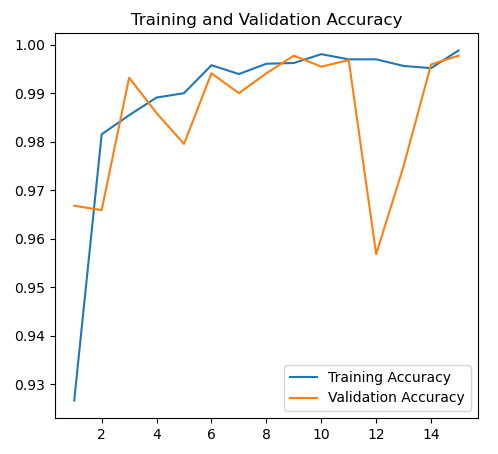 Training and Validation Accuracy
1.00
0.99
0.98
0.97
0.96
0.95
0.94
0.93
Training Accuracy
Validation Accuracy
2 4 6 8 10 12 14